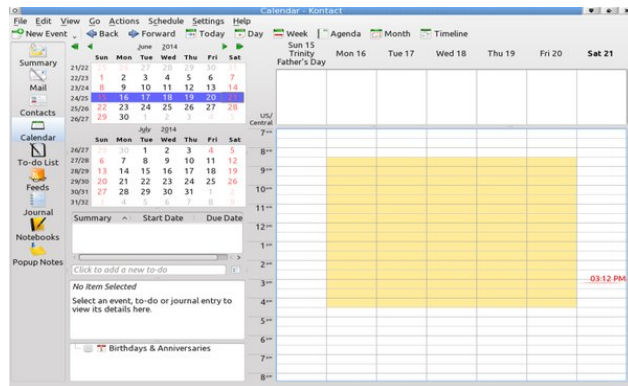 Calendar - Kontact
File Edit View Go Actions Schedule Settings Help
New Event Back Forward Today Day Week Agenda Month Timeline
Summary
Mail
Contacts
Calendar
To-do List
Feeds
Journal
Notebooks
Popup Notes
June 2014
Sun Mon Tue Wed Thu Fri Sat
21/22 27 28 29 30
22/23 1 2 3 4 5 6 7
23/24 8 9 10 11 12 13 14
24/25 15 16 17 18 19 20 21
25/26 22 23 24 25 26 27 28
26/27 29 30 1 2 3 4 5
July 2014
Sun Mon Tue Wed Thu Fri Sat
26/27 29 30 1 2 3 4 5
27/28 6 7 8 9 10 11 12
28/29 13 14 15 16 17 18 19
29/30 20 21 22 23 24 25 26
30/31 27 28 29 30 31 1 2
31/32 3 4 5 6 7 8 9
Summary Start Date Due Date
Click to add a new to-do
No Item Selected
Select an event, to-do or journal entry to
view its details here.
Birthdays & Anniversaries
Sun 15
Trinity
Father's Day
Mon 16 Tue 17 Wed 18 Thu 19 Fri 20 Sat 21
US/
Central
7
8
9
10
11
12
1
2
3
4
5
6
7
8
03:12 PM